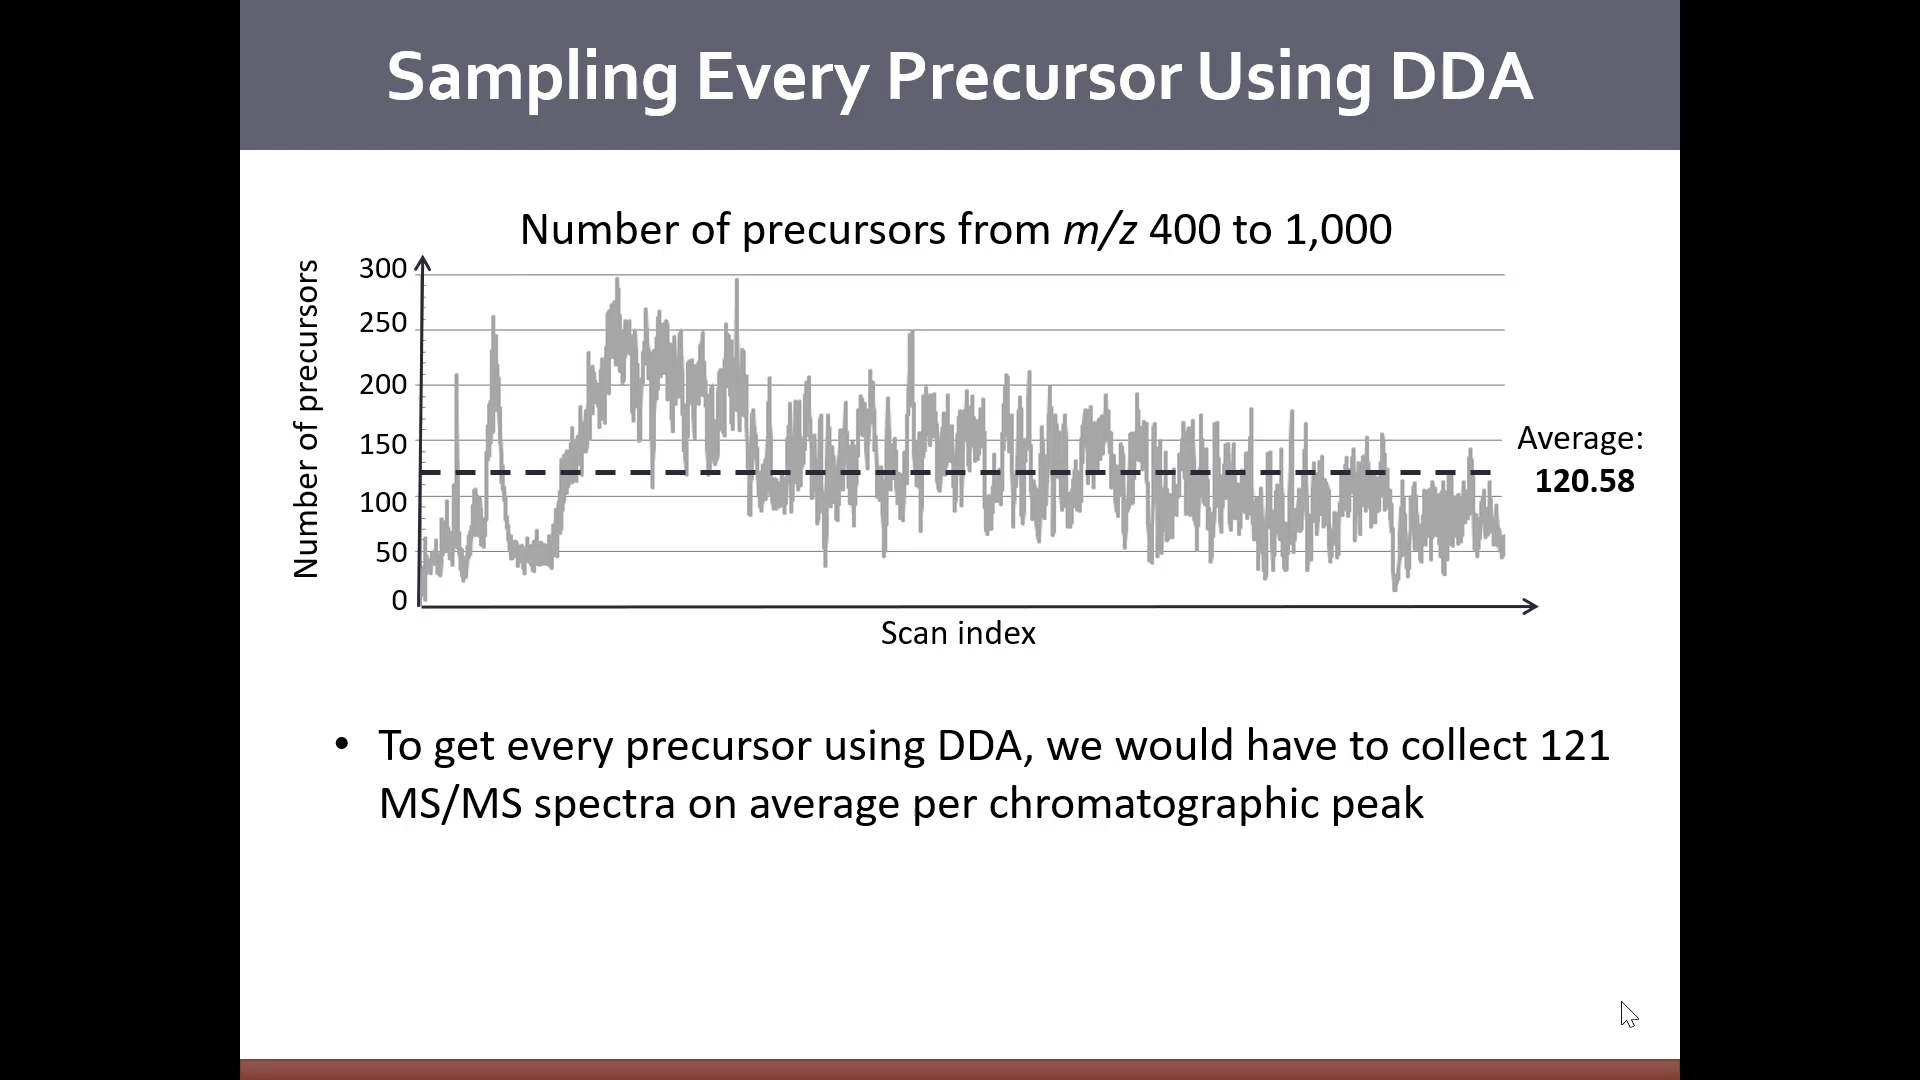 Sampling Every Precursor Using DDA
Number of precursors from m/z 400 to 1,000
Number of precursors
300
250
200
150
100
50
0
Average:
120.58
Scan index
• To get every precursor using DDA, we would have to collect 121
MS/MS spectra on average per chromatographic peak